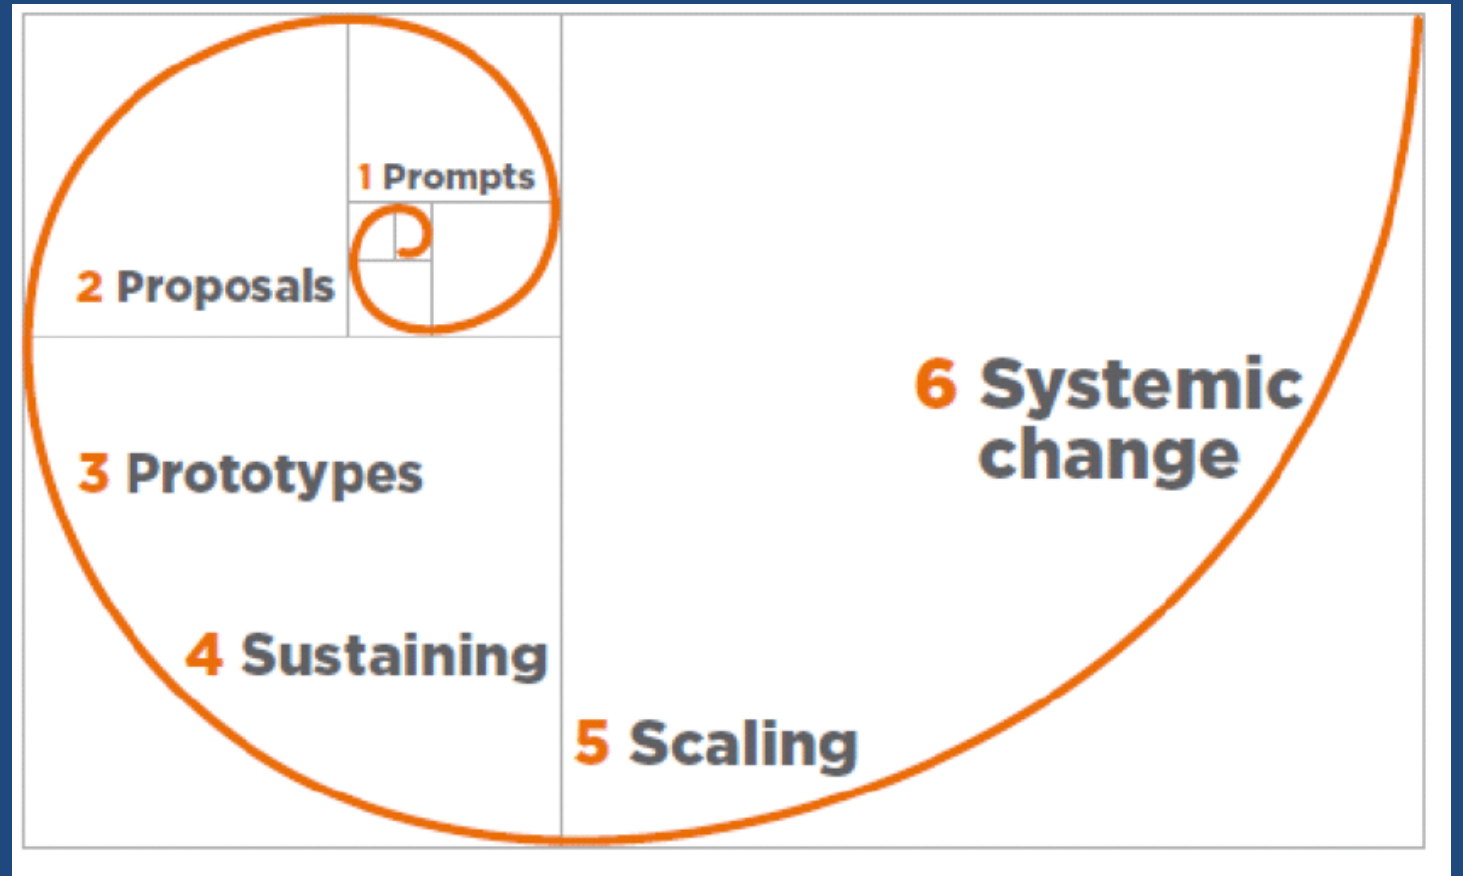 1 Prompts
2 Proposals
3 Prototypes
4 Sustaining
5 Scaling
6 Systemic
change